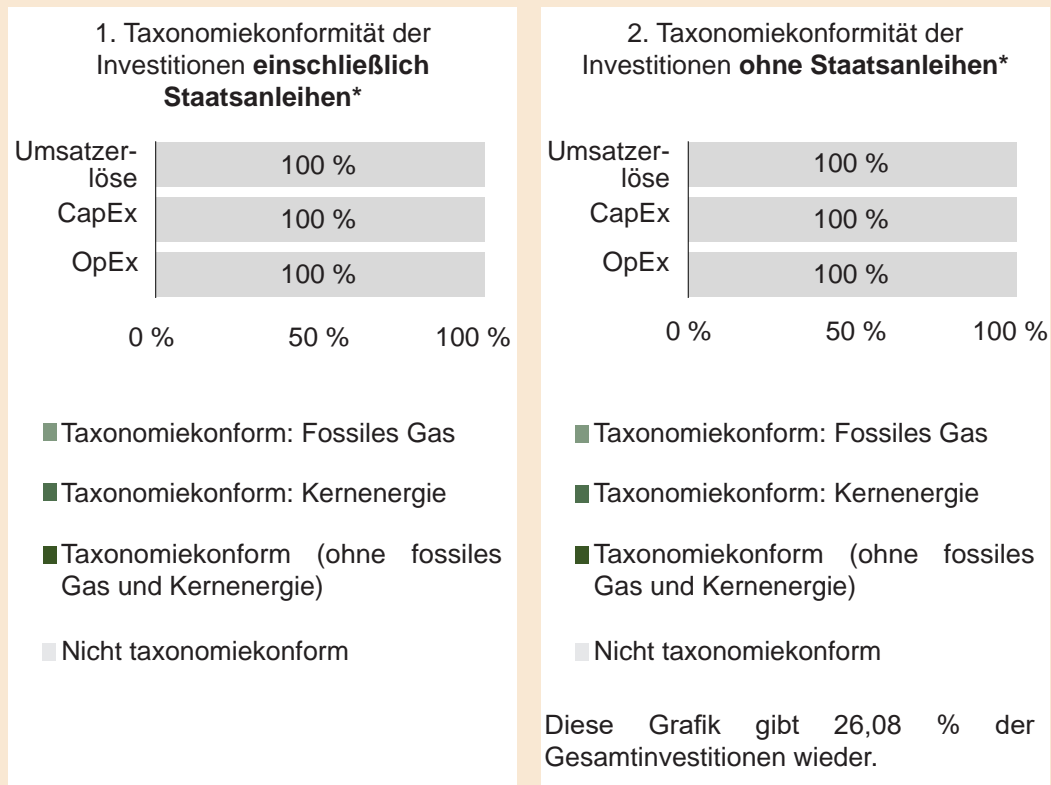 1. Taxonomiekonformität der
Investitionen einschließlich
Staatsanleihen*
Umsatzer-
löse
100 %
CapEx
100 %
OpEx
100 %
0 % 50 % 100 %
Taxonomiekonform: Fossiles Gas
Taxonomiekonform: Kernenergie
Taxonomiekonform (ohne fossiles
Gas und Kernenergie)
Nicht taxonomiekonform
2. Taxonomiekonformität der
Investitionen ohne Staatsanleihen*
Umsatzer-
löse
100 %
CapEx
100 %
OpEx
100 %
0 % 50 % 100 %
Taxonomiekonform: Fossiles Gas
Taxonomiekonform: Kernenergie
Taxonomiekonform (ohne fossiles
Gas und Kernenergie)
Nicht taxonomiekonform
Diese Grafik gibt 26,08 % der
Gesamtinvestitionen wieder.